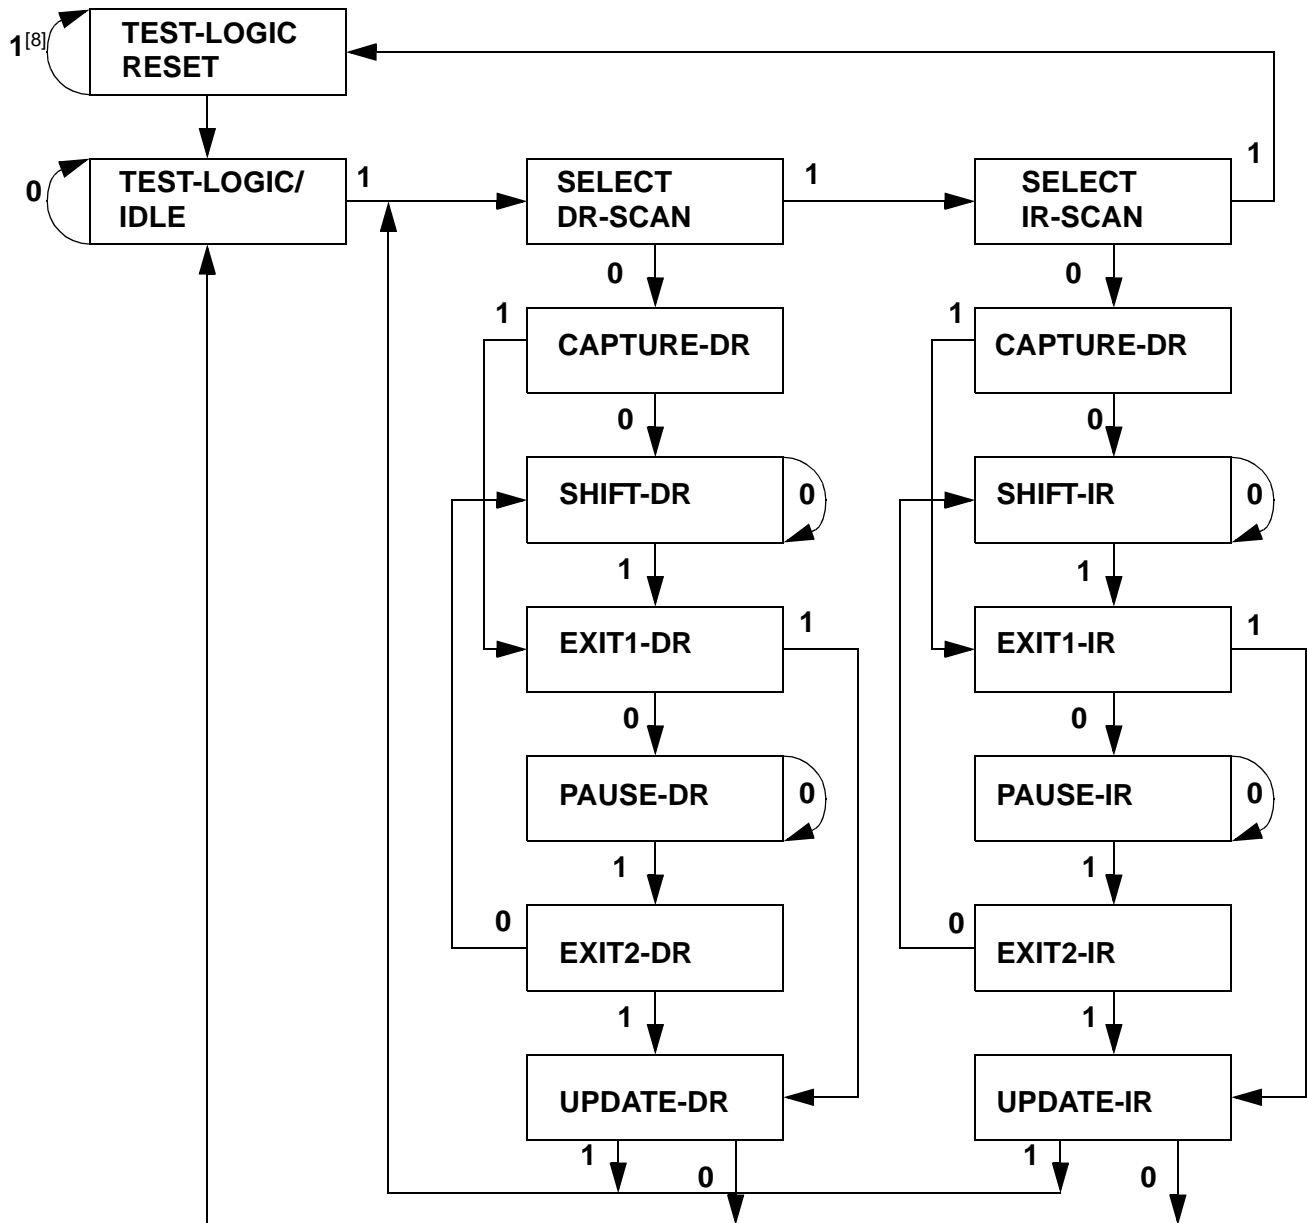 TEST-LOGIC
RESET
1[8]
TEST-LOGIC/
IDLE
0
1
SELECT
DR-SCAN
1
SELECT
IR-SCAN
1
0
0
1
CAPTURE-DR
1
CAPTURE-DR
0
0
SHIFT-DR
0
SHIFT-IR
0
1
1
EXIT1-DR
1
EXIT1-IR
1
0
0
PAUSE-DR
0
PAUSE-IR
0
1
1
0
EXIT2-DR
0
EXIT2-IR
1
1
UPDATE-DR
UPDATE-IR
1
0
1
0